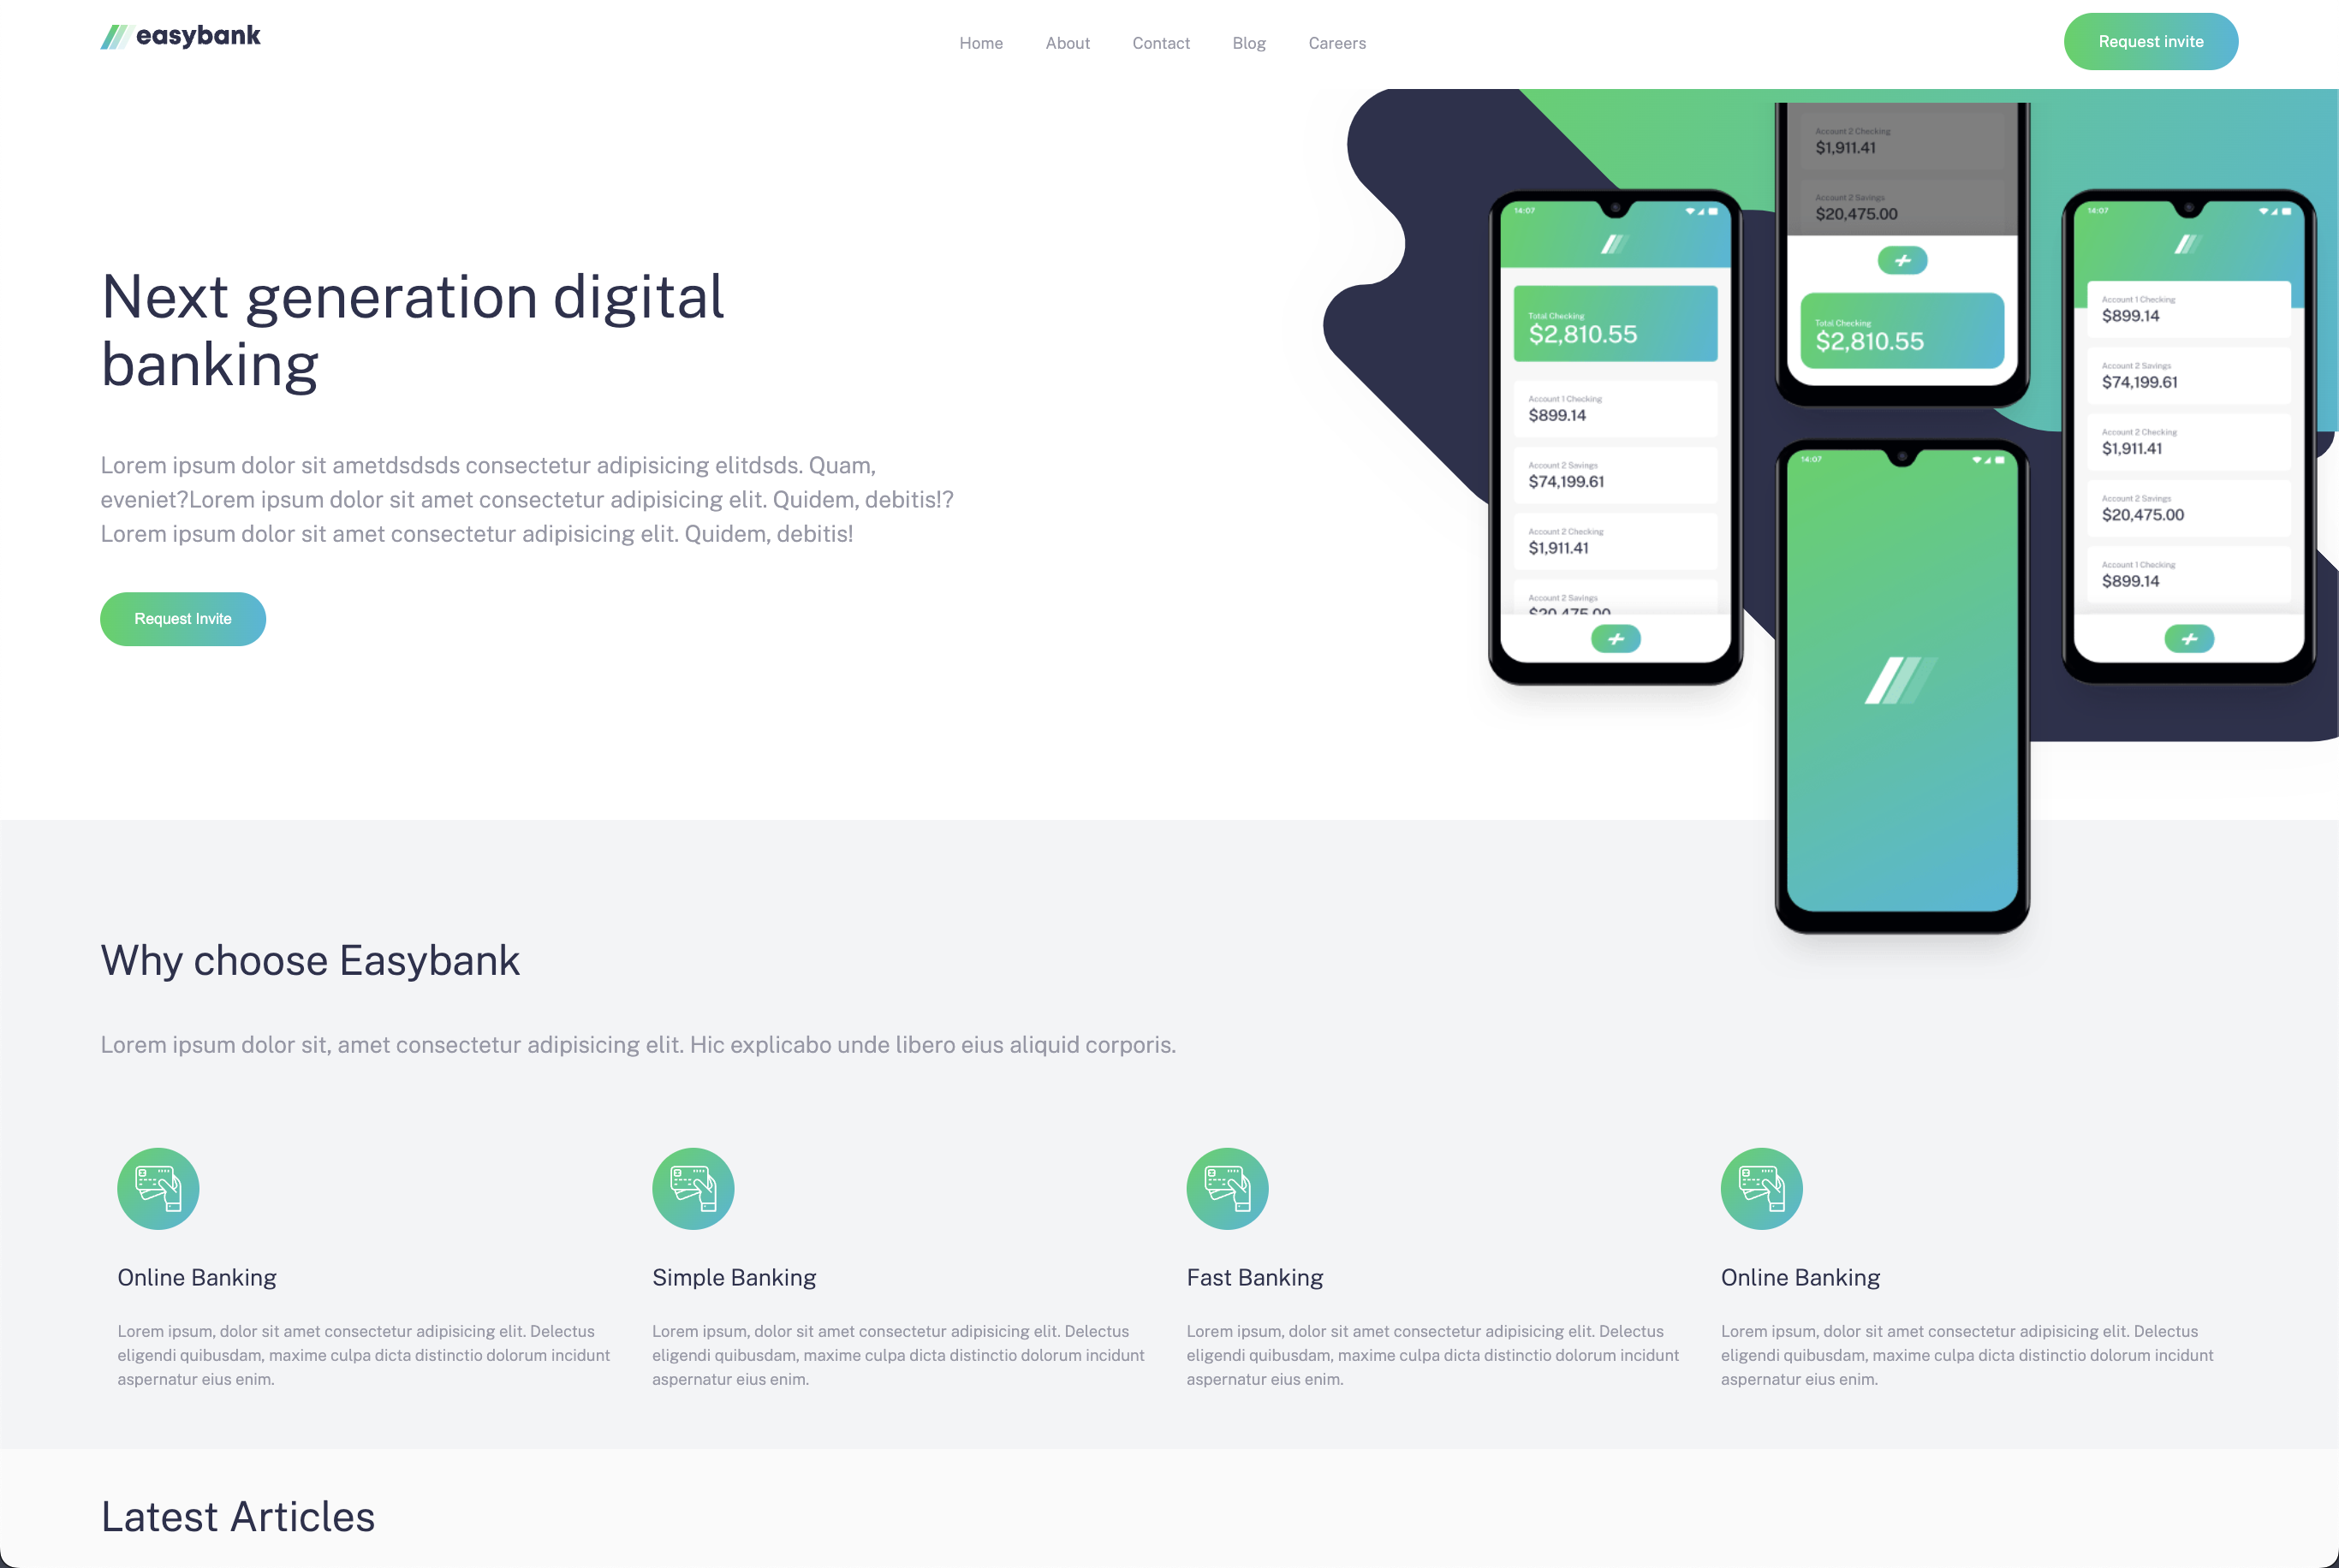 easybank
Home
About
Contact
Blog
Careers
Request invite
Next generation digital
banking
Lorem ipsum dolor sit ametdsdsds consectetur adipisicing elitdsds. Quam,
eveniet?Lorem ipsum dolor sit amet consectetur adipisicing elit. Quidem, debitis!?
Lorem ipsum dolor sit amet consectetur adipisicing elit. Quidem, debitis!
Request Invite
14:07
Total Checking
$2,810.55
Account 1 Checking
$899.14
Account 2 Savings
$74,199.61
Account 2 Checking
$1,911.41
Account 2 Savings
$20,475.00
Account 2 Checking
$1,911.41
Account 2 Savings
$20,475.00
Total Checking
$2,810.55
14:07
14:07
Account 1 Checking
$899.14
Account 2 Savings
$74,199.61
Account 2 Checking
$1,911.41
Account 2 Savings
$20,475.00
Account 1 Checking
$899.14
Why choose Easybank
Lorem ipsum dolor sit, amet consectetur adipisicing elit. Hic explicabo unde libero eius aliquid corporis.
Online Banking
Lorem ipsum, dolor sit amet consectetur adipisicing elit. Delectus
eligendi quibusdam, maxime culpa dicta distinctio dolorum incidunt
aspernatur eius enim.
Simple Banking
Lorem ipsum, dolor sit amet consectetur adipisicing elit. Delectus
eligendi quibusdam, maxime culpa dicta distinctio dolorum incidunt
aspernatur eius enim.
Fast Banking
Lorem ipsum, dolor sit amet consectetur adipisicing elit. Delectus
eligendi quibusdam, maxime culpa dicta distinctio dolorum incidunt
aspernatur eius enim.
Online Banking
Lorem ipsum, dolor sit amet consectetur adipisicing elit. Delectus
eligendi quibusdam, maxime culpa dicta distinctio dolorum incidunt
aspernatur eius enim.
Latest Articles